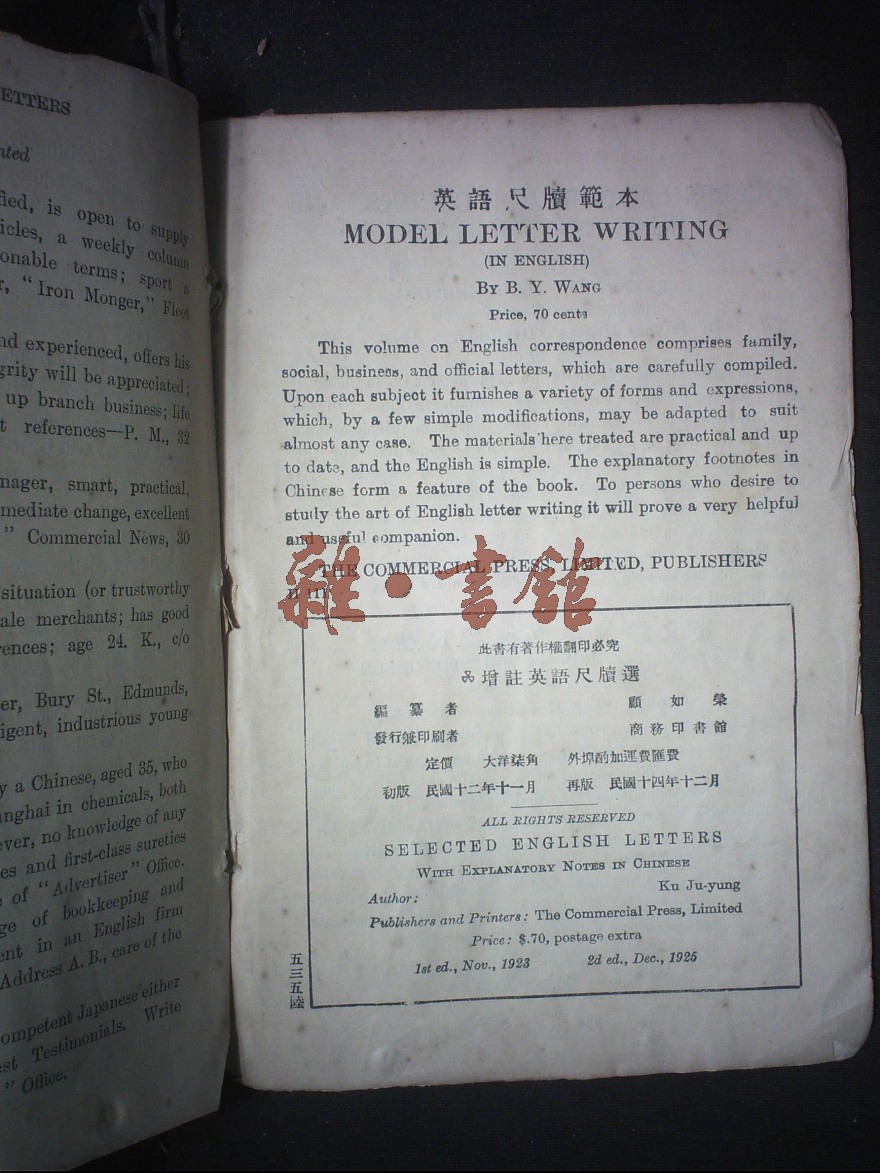 ETTERS
fied, is open to supply
icles, a weekly column
onable terms; sport a
r, "Iron Monger," Fleet
nd experienced, offers his
grity will be appreciated;
up branch business; life
t references—P. M., 32
nager, smart, practical,
mediate change, excellent
" Commercial News, 30
situation (or trustworthy
ale merchants; has good
rences; age 24. K., c/o
er, Bury St., Edmunds,
igent, industrious young
y a Chinese, aged 35, who
anghai in chemicals, both
ever, no knowledge of any
es and first-class sureties
e of "Advertiser" Office.
ge of bookkeeping and
ent in an English firm
Address A. B., care of the
ompetent Japanese either
est Testimonials. Write
" Office.
英語尺牘範本
MODEL LETTER WRITING
(IN ENGLISH)
BY B. Y. WANG
Price, 70 cents
This volume on English correspondence comprises family,
social, business, and official letters, which are carefully compiled.
Upon each subject it furnishes a variety of forms and expressions,
which, by a few simple modifications, may be adapted to suit
almost any case. The materials here treated are practical and up
to date, and the English is simple. The explanatory footnotes in
Chinese form a feature of the book. To persons who desire to
study the art of English letter writing it will prove a very helpful
and useful companion.
THE COMMERCIAL PRESS, LIMITED, PUBLISHERS
雜·書館
此書有著作權翻印必究
增註英語尺牘選
編纂者 顧如榮
發行兼印刷者 商務印書館
定價 大洋柒角 外埠酌加運費匯費
初版 民國十二年十一月 再版 民國十四年十二月
ALL RIGHTS RESERVED
SELECTED ENGLISH LETTERS
WITH EXPLANATORY NOTES IN CHINESE
Author: Ku Ju-yung
Publishers and Printers: The Commercial Press, Limited
Price: $.70, postage extra
1st ed., Nov., 1923 2d ed., Dec., 1925
五三五陸